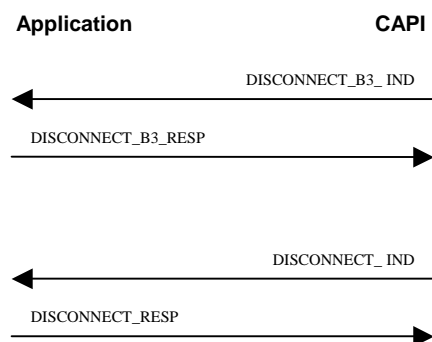 Application CAPI
DISCONNECT_B3_ IND
DISCONNECT_B3_RESP
DISCONNECT_ IND
DISCONNECT_RESP